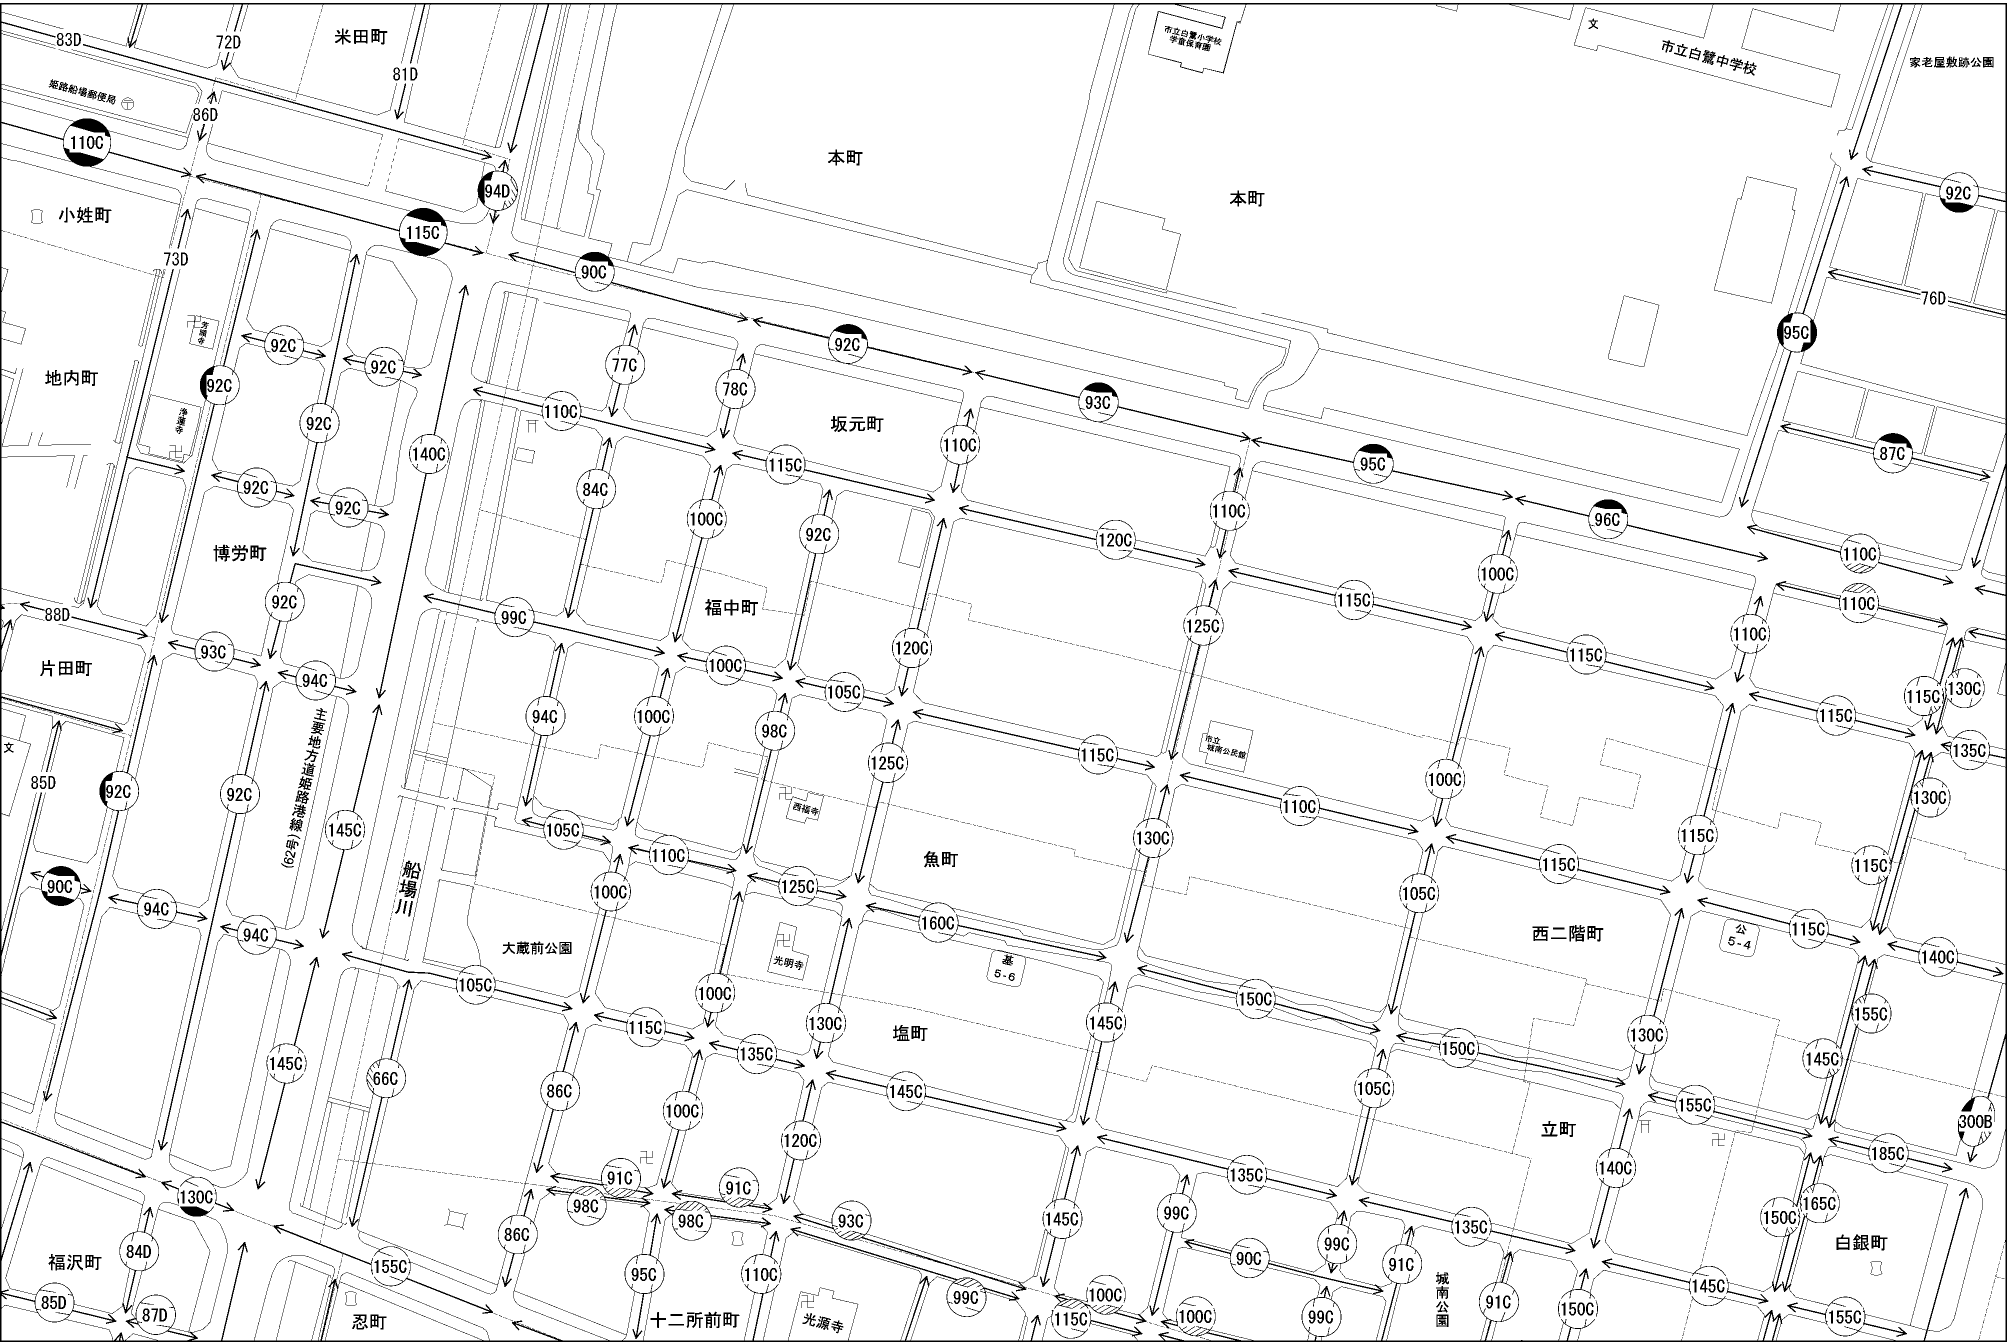 83D
72D
米田町
81D
姫路船場郵便局
86D
110C
市立白鷺小学校
学童保育園
文
市立白鷺中学校
家老屋敷跡公園
本町
本町
94D
92C
小姓町
115C
73D
90C
76D
95C
芳願寺
92C
92C
92C
77C
92C
93C
地内町
92C
浄蓮寺
92C
110C
78C
坂元町
110C
87C
140C
115C
95C
92C
92C
84C
100C
92C
110C
96C
120C
110C
博労町
100C
110C
92C
88D
99C
福中町
115C
125C
110C
93C
片田町
94C
100C
120C
115C
110C
105C
115C
130C
主要地方道姫路港線
(62号)
94C
100C
98C
115C
125C
115C
市立
城南公民館
135C
文
85D
92C
92C
100C
130C
西福寺
110C
145C
105C
110C
130C
115C
魚町
115C
115C
船場川
90C
94C
100C
125C
105C
94C
160C
西二階町
公
5-4
115C
140C
大蔵前公園
光明寺
基
5-6
105C
100C
150C
155C
115C
130C
塩町
145C
130C
145C
135C
150C
145C
66C
86C
145C
105C
155C
100C
300B
120C
立町
140C
185C
130C
91C
91C
135C
98C
98C
93C
145C
99C
135C
150C
165C
86C
99C
白銀町
84D
福沢町
155C
95C
110C
90C
91C
145C
城南公園
85D
87D
忍町
十二所前町
光源寺
99C
100C
115C
100C
99C
91C
150C
155C